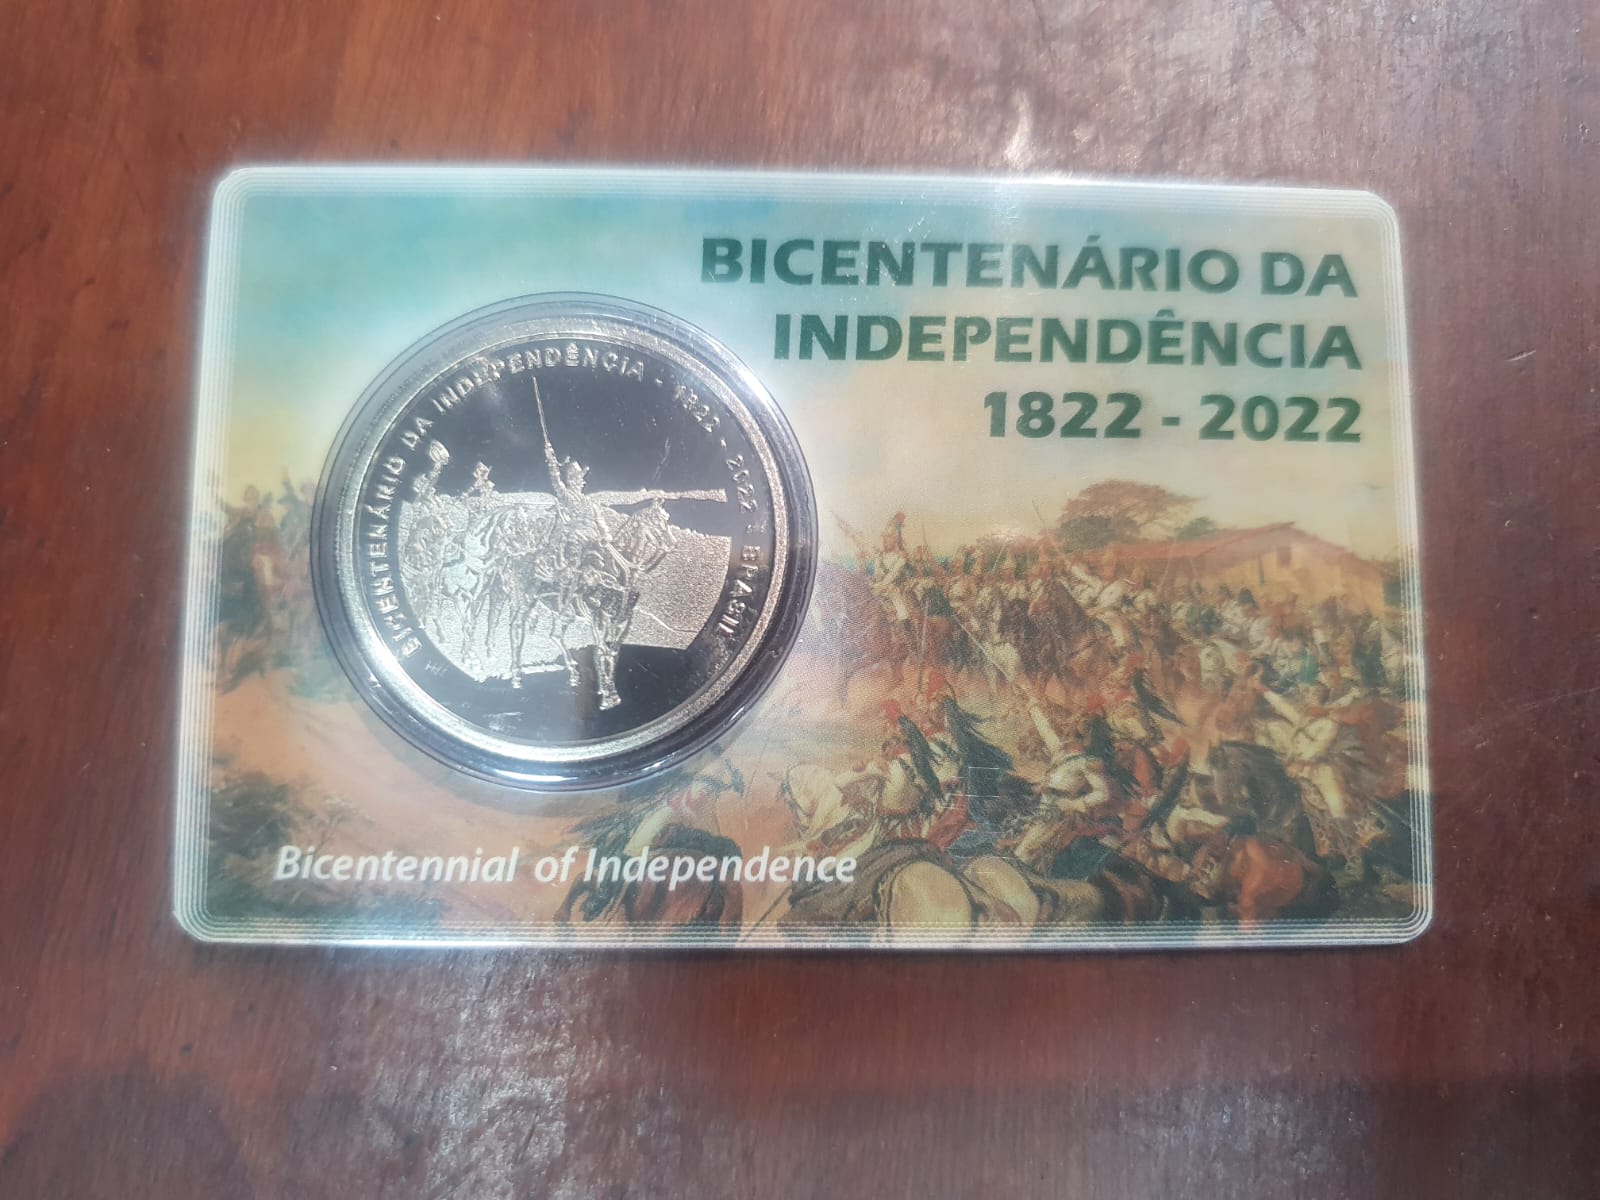 BICENTENÁRIO DA
INDEPENDÊNCIA
1822 - 2022
BICENTENÁRIO DA INDEPENDÊNCIA - 1822 - 2022 - BRASIL
Bicentennial of Independence